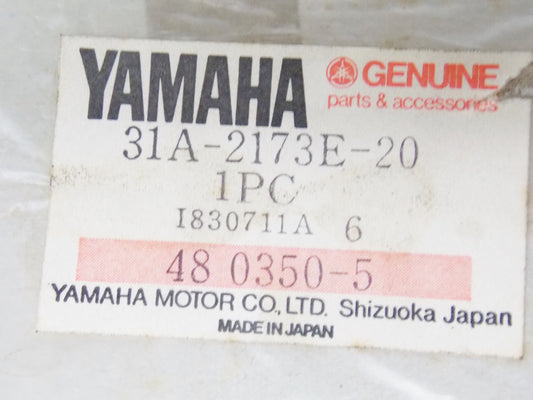 YAMAHA
GENUINE
parts & accessories
31A-2173E-20
1PC
I830711A 6
48 0350-5
YAMAHA MOTOR CO., LTD. Shizuoka Japan
MADE IN JAPAN